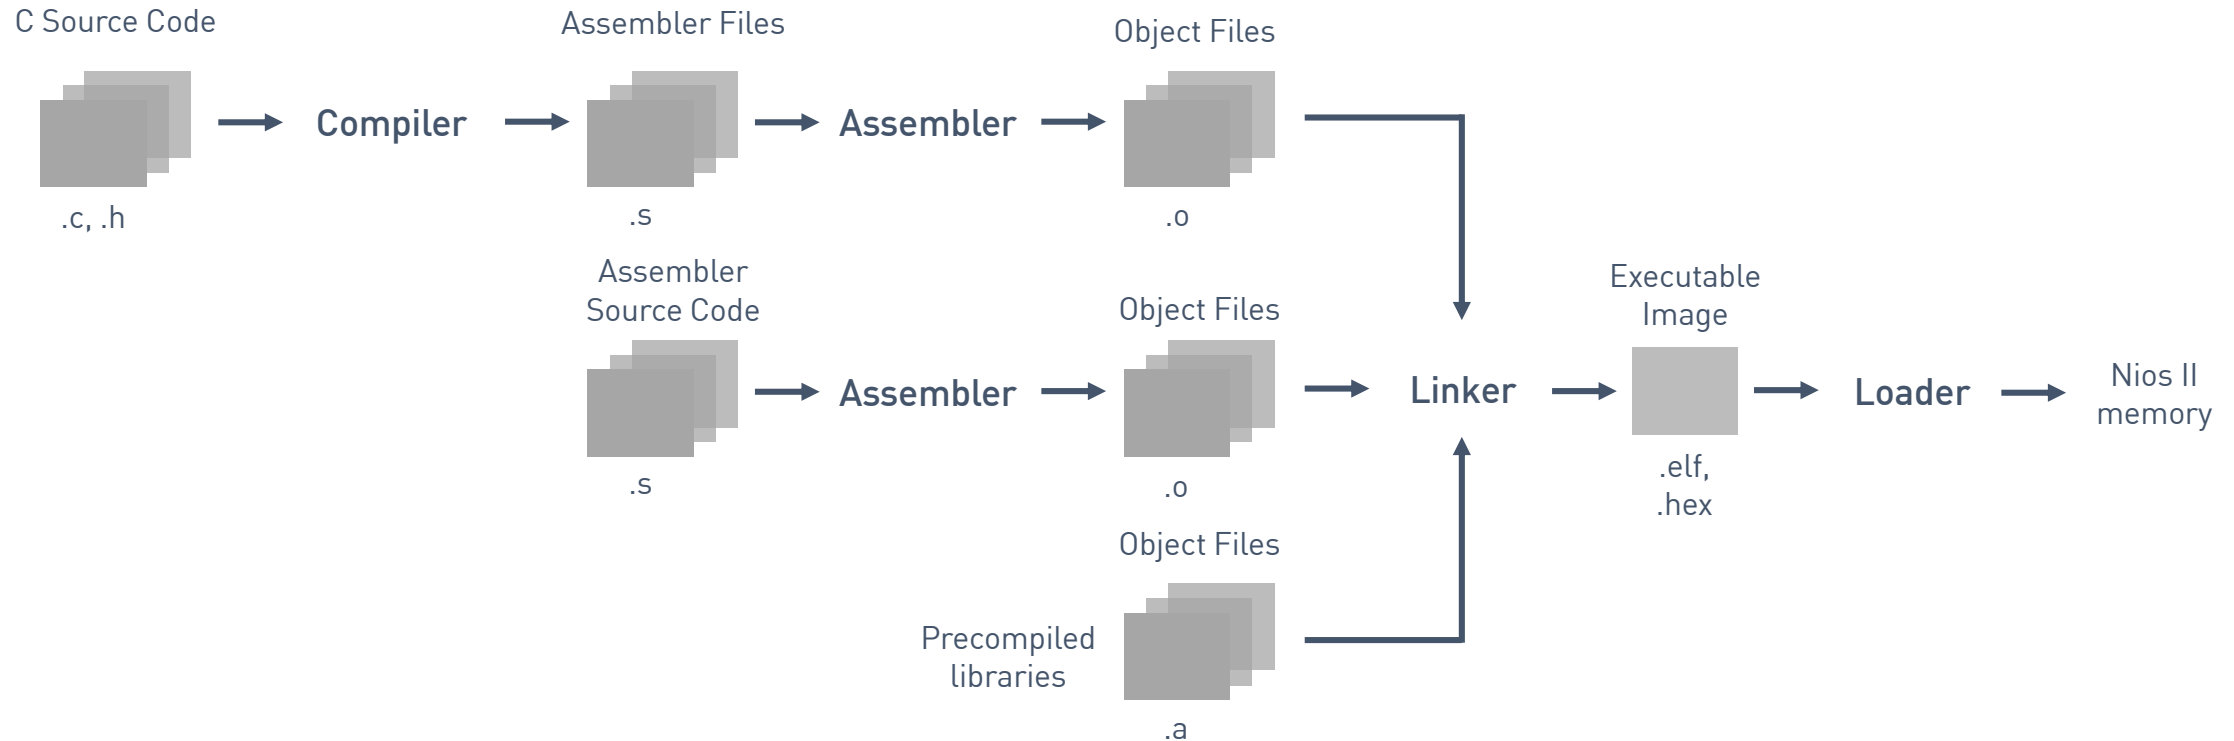 C Source Code
Assembler Files
Object Files
Compiler
Assembler
.c, .h
.s
.o
Assembler
Source Code
Object Files
Executable
Image
Assembler
Linker
Loader
Nios II
memory
.s
.o
.elf,
.hex
Object Files
Precompiled
libraries
.a